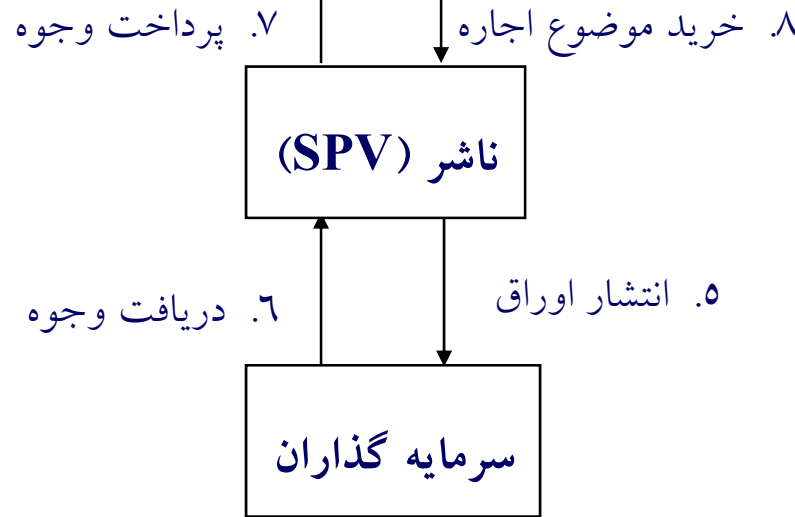 ۸. خرید موضوع اجاره
۷. پرداخت وجوه
ناشر (SPV)
۵. انتشار اوراق
۶. دریافت وجوه
سرمایه گذاران